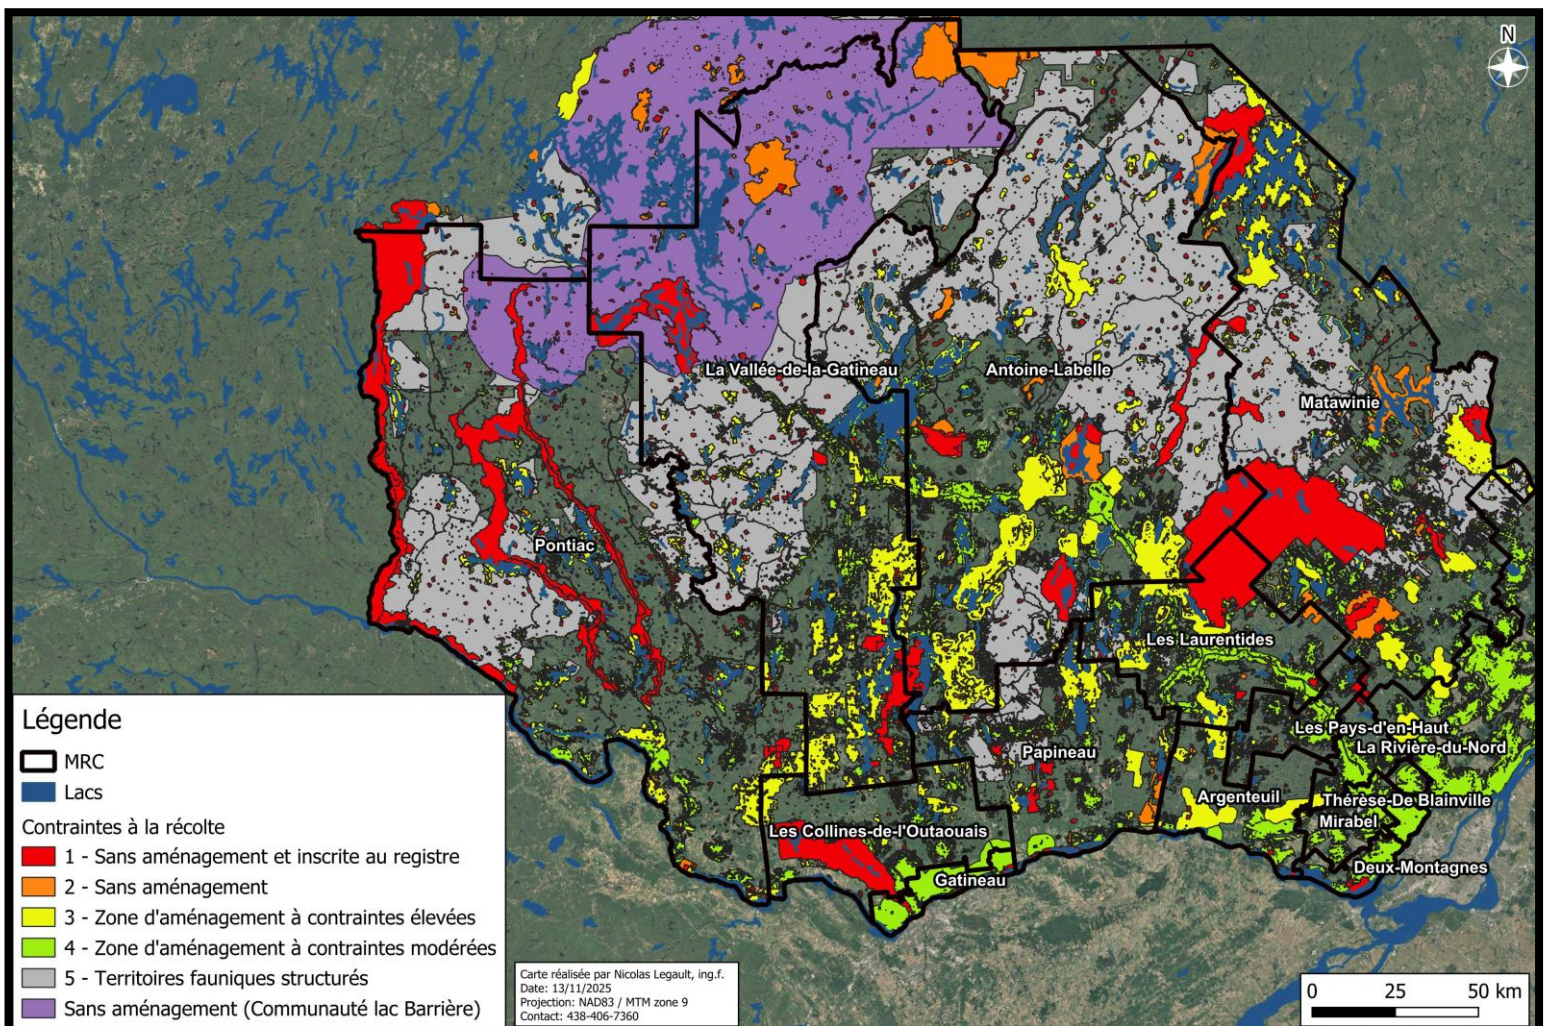 N
La Vallée-de-la-Gatineau
Antoine-Labelle
Matawinie
Pontiac
Les Laurentides
Les Pays-d'en-Haut
La Rivière-du-Nord
Papineau
Argenteuil
Thérèse-De Blainville
Mirabel
Les Collines-de-l'Outaouais
Deux-Montagnes
Gatineau
Légende
MRC
Lacs
Contraintes à la récolte
1 - Sans aménagement et inscrite au registre
2 - Sans aménagement
3 - Zone d'aménagement à contraintes élevées
4 - Zone d'aménagement à contraintes modérées
5 - Territoires fauniques structurés
Sans aménagement (Communauté lac Barrière)
Carte réalisée par Nicolas Legault, ing.f.
Date: 13/11/2025
Projection: NAD83 / MTM zone 9
Contact: 438-406-7360
0 25 50 km